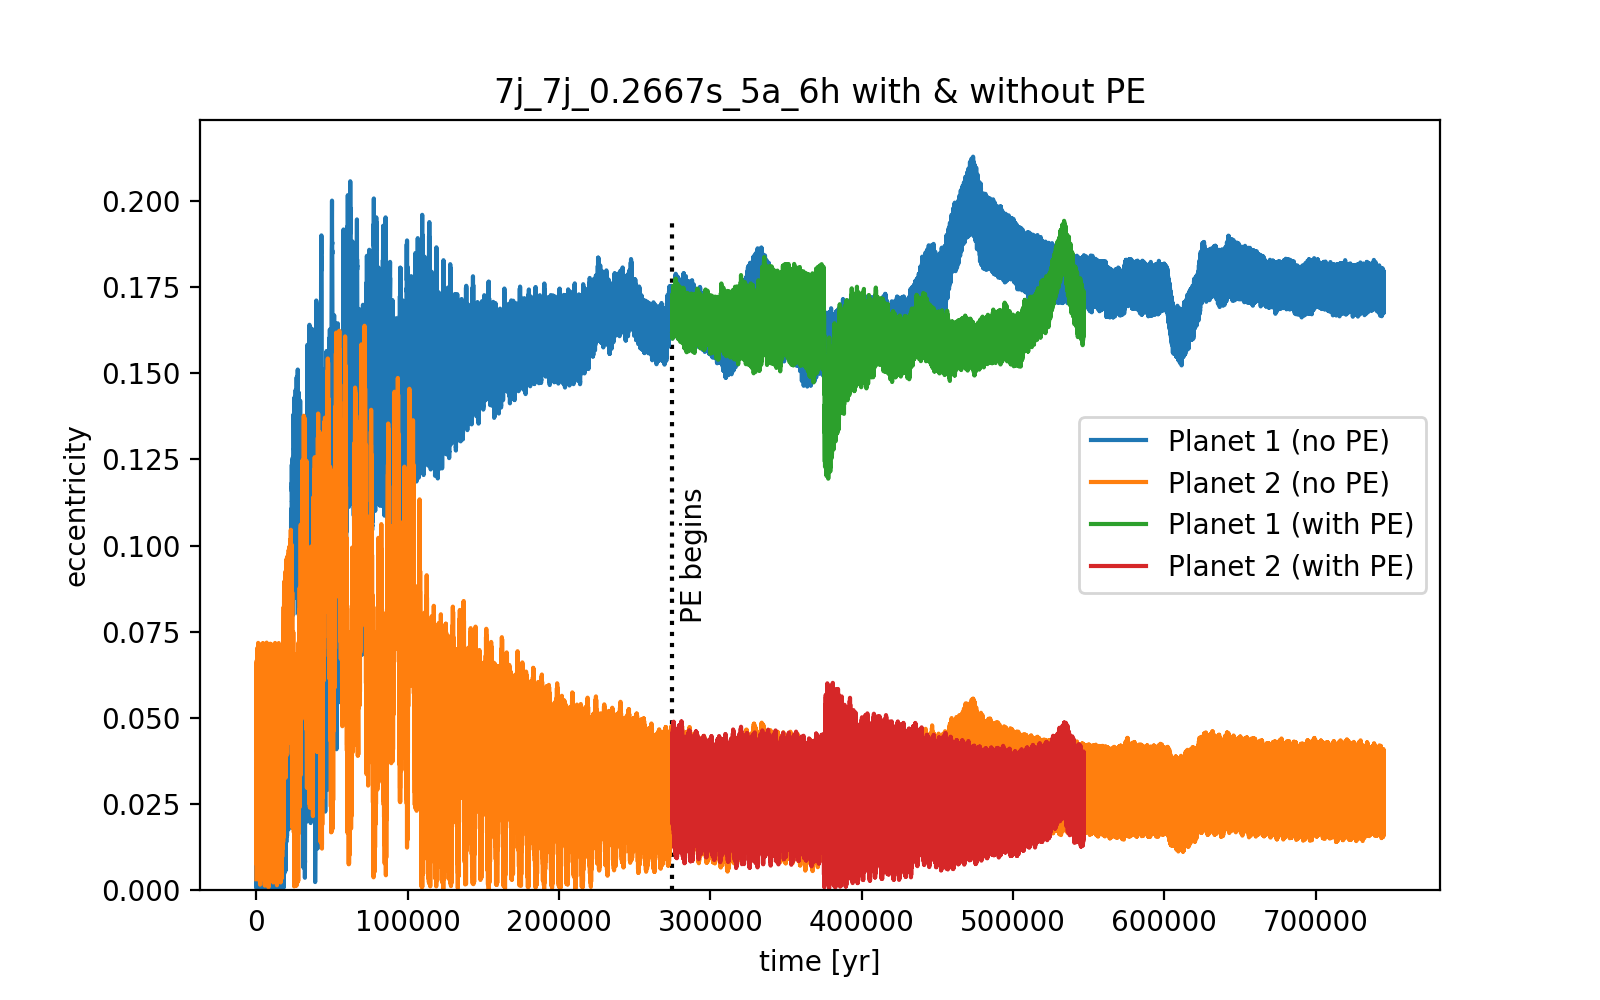 7j_7j_0.2667s_5a_6h with & without PE
0.200
0.175
0.150
0.125
0.100
0.075
0.050
0.025
0.000
eccentricity
PE begins
Planet 1 (no PE)
Planet 2 (no PE)
Planet 1 (with PE)
Planet 2 (with PE)
0
100000
200000
300000
400000
500000
600000
700000
time [yr]